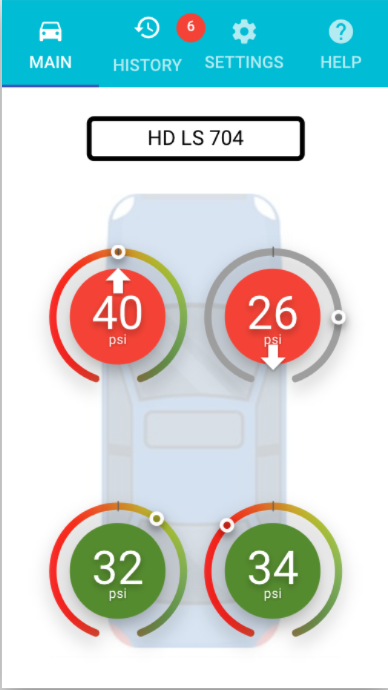 6
MAIN
HISTORY
SETTINGS
HELP
HD LS 704
40
psi
26
psi
32
psi
34
psi